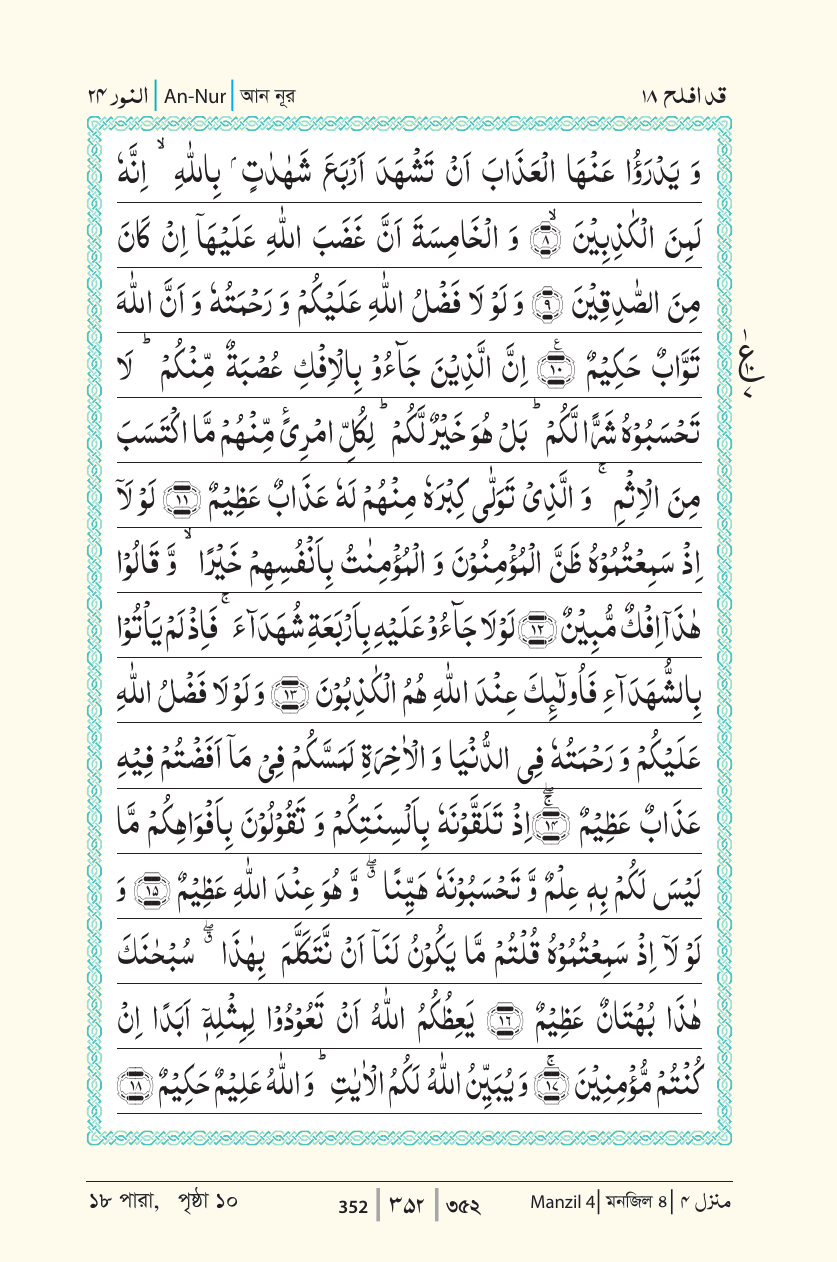 النور ٢٤ | An-Nur | আন নূর
قد افلح ١٨
وَ يَدۡرَؤُا عَنۡهَا الۡعَذَابَ اَنۡ تَشۡهَدَ اَرۡبَعَ شَهٰدٰتٍۭ بِاللّٰهِ ۙ اِنَّهٗ
لَمِنَ الۡكٰذِبِيۡنَ ۙ﴿٨﴾ وَ الۡخَامِسَةَ اَنَّ غَضَبَ اللّٰهِ عَلَيۡهَاۤ اِنۡ كَانَ
مِنَ الصّٰدِقِيۡنَ ﴿٩﴾ وَ لَوۡ لَا فَضۡلُ اللّٰهِ عَلَيۡكُمۡ وَ رَحۡمَتُهٗ وَ اَنَّ اللّٰهَ
تَوَّابٌ حَكِيۡمٌ ﴿١٠﴾ اِنَّ الَّذِيۡنَ جَآءُوۡ بِالۡاِفۡكِ عُصۡبَةٌ مِّنۡكُمۡ ؕ لَا
تَحۡسَبُوۡهُ شَرًّا لَّكُمۡ ؕ بَلۡ هُوَ خَيۡرٌ لَّكُمۡ ؕ لِكُلِّ امۡرِیٴٍ مِّنۡهُمۡ مَّا اكۡتَسَبَ
مِنَ الۡاِثۡمِ ۚ وَ الَّذِیۡ تَوَلّٰی كِبۡرَهٗ مِنۡهُمۡ لَهٗ عَذَابٌ عَظِيۡمٌ ﴿١١﴾ لَوۡ لَاۤ
اِذۡ سَمِعۡتُمُوۡهُ ظَنَّ الۡمُؤۡمِنُوۡنَ وَ الۡمُؤۡمِنٰتُ بِاَنۡفُسِهِمۡ خَيۡرًا ۙ وَّ قَالُوۡا
هٰذَاۤ اِفۡكٌ مُّبِيۡنٌ ﴿١٢﴾ لَوۡ لَا جَآءُوۡ عَلَيۡهِ بِاَرۡبَعَةِ شُهَدَآءَ ۚ فَاِذۡ لَمۡ يَاۡتُوۡا
بِالشُّهَدَآءِ فَاُولٰٓئِكَ عِنۡدَ اللّٰهِ هُمُ الۡكٰذِبُوۡنَ ﴿١٣﴾ وَ لَوۡ لَا فَضۡلُ اللّٰهِ
عَلَيۡكُمۡ وَ رَحۡمَتُهٗ فِی الدُّنۡيَا وَ الۡاٰخِرَةِ لَمَسَّكُمۡ فِیۡ مَاۤ اَفَضۡتُمۡ فِيۡهِ
عَذَابٌ عَظِيۡمٌ ﴿١٤﴾ اِذۡ تَلَقَّوۡنَهٗ بِاَلۡسِنَتِكُمۡ وَ تَقُوۡلُوۡنَ بِاَفۡوَاهِكُمۡ مَّا
لَيۡسَ لَكُمۡ بِهٖ عِلۡمٌ وَّ تَحۡسَبُوۡنَهٗ هَيِّنًا ٭ۖ وَّ هُوَ عِنۡدَ اللّٰهِ عَظِيۡمٌ ﴿١٥﴾ وَ
لَوۡ لَاۤ اِذۡ سَمِعۡتُمُوۡهُ قُلۡتُمۡ مَّا يَكُوۡنُ لَنَاۤ اَنۡ نَّتَكَلَّمَ بِهٰذَا ٭ۖ سُبۡحٰنَكَ
هٰذَا بُهۡتَانٌ عَظِيۡمٌ ﴿١٦﴾ يَعِظُكُمُ اللّٰهُ اَنۡ تَعُوۡدُوۡا لِمِثۡلِهٖۤ اَبَدًا اِنۡ
كُنۡتُمۡ مُّؤۡمِنِيۡنَ ۚ﴿١٧﴾ وَ يُبَيِّنُ اللّٰهُ لَكُمُ الۡاٰيٰتِ ؕ وَ اللّٰهُ عَلِيۡمٌ حَكِيۡمٌ ﴿١٨﴾
১৮ পারা, পৃষ্ঠা ১০
352 | ٣٥٢ | ৩৫২
Manzil 4 | মনজিল ৪ | منزل ٤